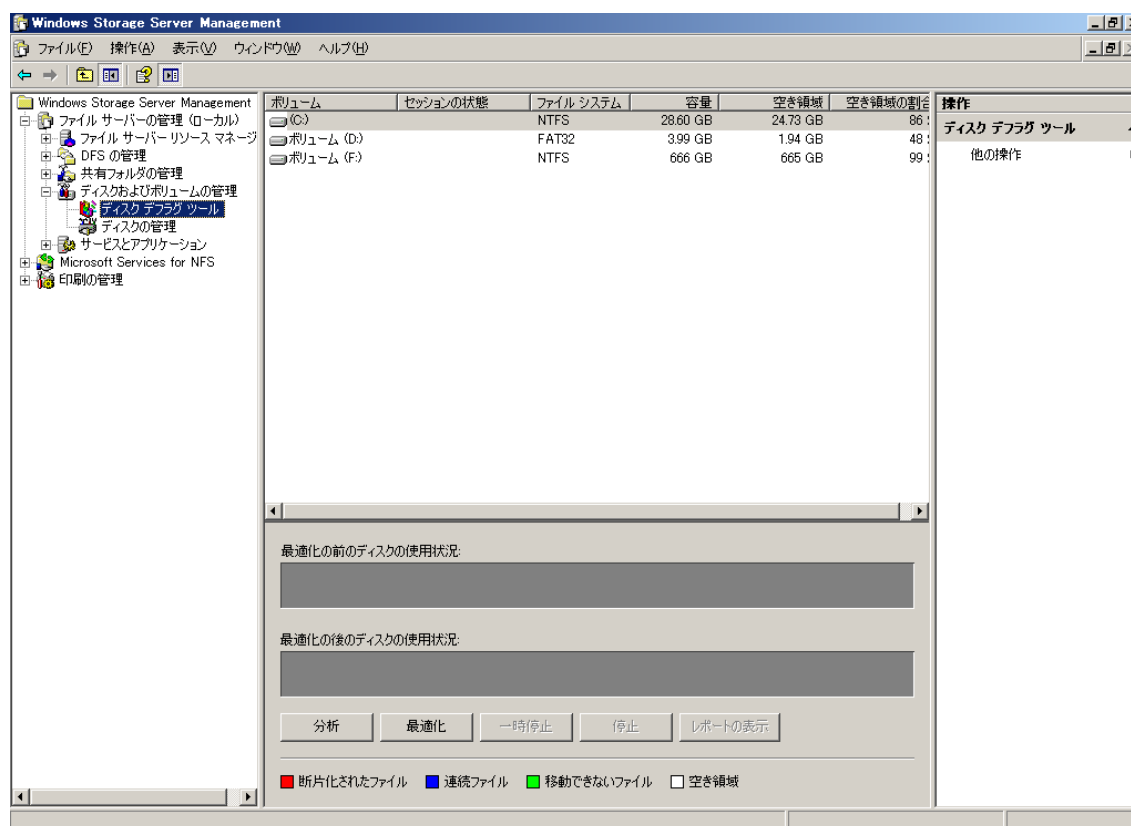 Windows Storage Server Management
ファイル(F) 操作(A) 表示(V) ウィンドウ(W) ヘルプ(H)
Windows Storage Server Management
ファイル サーバーの管理 (ローカル)
ファイル サーバー リソース マネージ
DFS の管理
共有フォルダの管理
ディスクおよびボリュームの管理
ディスク デフラグ ツール
ディスクの管理
サービスとアプリケーション
Microsoft Services for NFS
印刷の管理
ボリューム セッションの状態 ファイル システム 容量 空き領域 空き領域の割合
(C:) NTFS 28.60 GB 24.73 GB 86
ボリューム (D:) FAT32 3.99 GB 1.94 GB 48
ボリューム (F:) NTFS 666 GB 665 GB 99
最適化の前のディスクの使用状況:
最適化の後のディスクの使用状況:
分析 最適化 一時停止 停止 レポートの表示
断片化されたファイル 連続ファイル 移動できないファイル 空き領域
操作
ディスク デフラグ ツール
他の操作